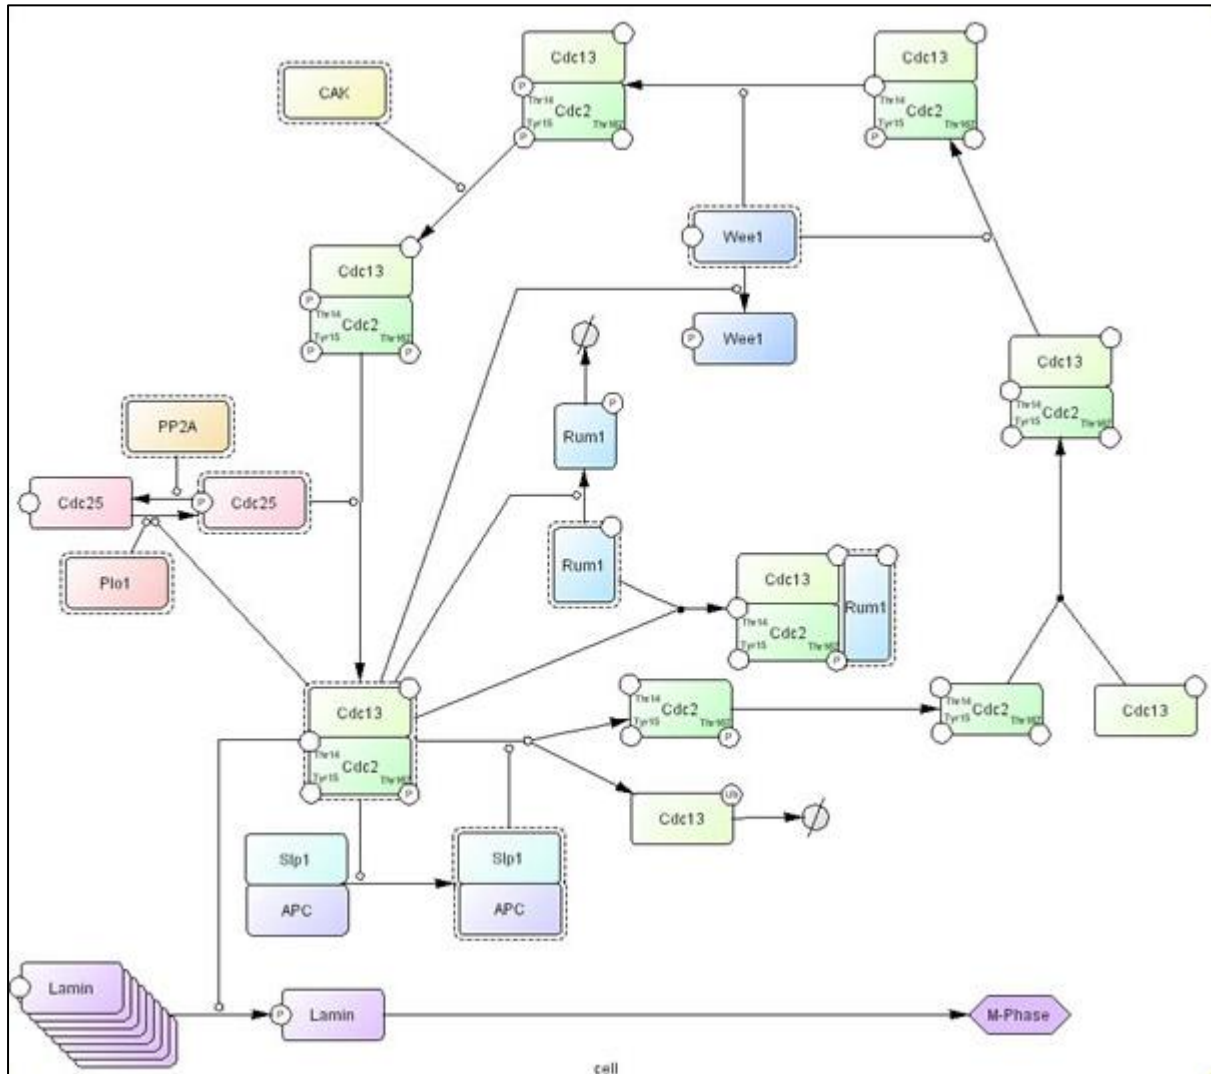 Cdc13
P
Thr14
Cdc2
Tyr15
Thr167
P
Cdc13
Thr14
Cdc2
Tyr15
Thr167
P
CAK
Wee1
Cdc13
P
Thr14
Cdc2
Tyr15
Thr167
P
P
P
Wee1
Cdc13
Thr14
Cdc2
Tyr15
Thr167
PP2A
P
Rum1
Cdc25
P
Cdc25
Plo1
Rum1
Cdc13
Thr14
Cdc2
Tyr15
Thr167
P
Rum1
Cdc13
Thr14
Cdc2
Tyr15
Thr167
P
Thr14
Cdc2
Tyr15
Thr167
P
Thr14
Cdc2
Tyr15
Thr167
Cdc13
Ub
Cdc13
Slp1
APC
Slp1
APC
Lamin
P
Lamin
M-Phase
cell